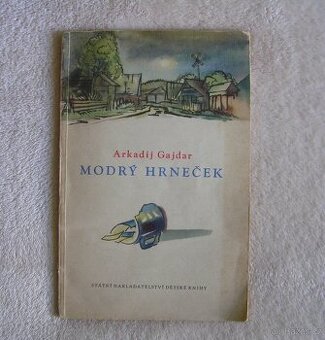 Arkadij Gajdar
MODRÝ HRNEČEK
STÁTNÍ NAKLADATELSTVÍ DĚTSKÉ KNIHY